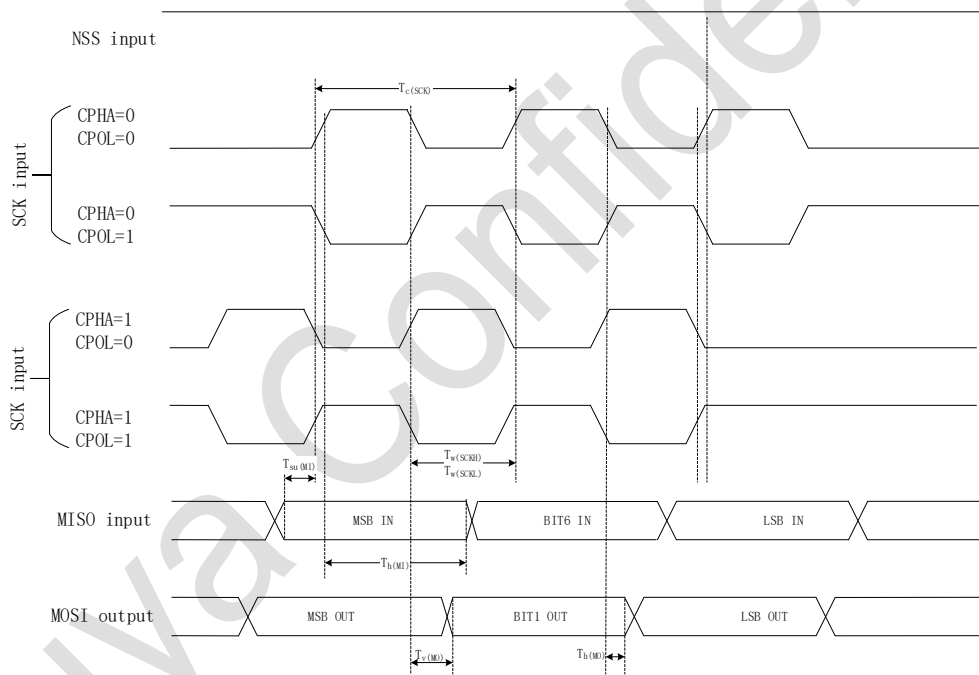 NSS input
Tc(SCK)
CPHA=0
CPOL=0
SCK input
CPHA=0
CPOL=1
CPHA=1
CPOL=0
SCK input
CPHA=1
CPOL=1
Tw(SCKH)
Tw(SCKL)
Tsu(MI)
MISO input
MSB IN
BIT6 IN
LSB IN
Th(MI)
MOSI output
MSB OUT
BIT1 OUT
LSB OUT
Tv(MO)
Th(MO)